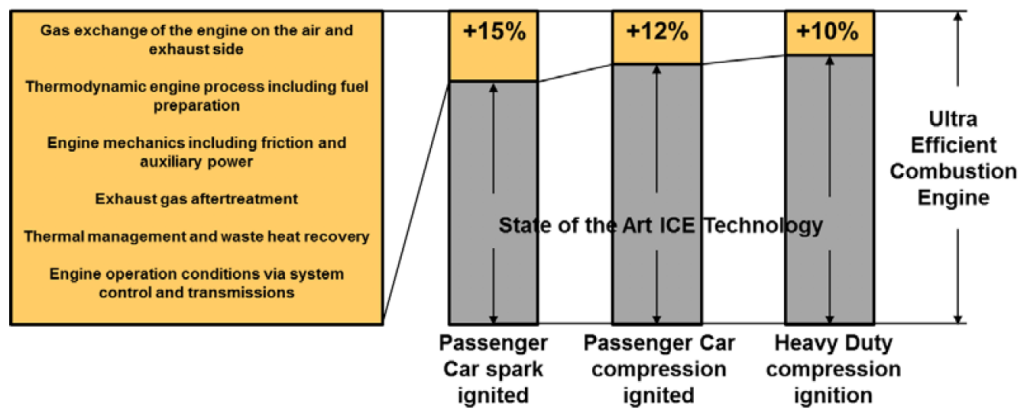 Gas exchange of the engine on the air and
exhaust side
Thermodynamic engine process including fuel
preparation
Engine mechanics including friction and
auxiliary power
Exhaust gas aftertreatment
Thermal management and waste heat recovery
Engine operation conditions via system
control and transmissions
+15%
+12%
+10%
State of the Art ICE Technology
Ultra
Efficient
Combustion
Engine
Passenger
Car spark
ignited
Passenger Car
compression
ignited
Heavy Duty
compression
ignition